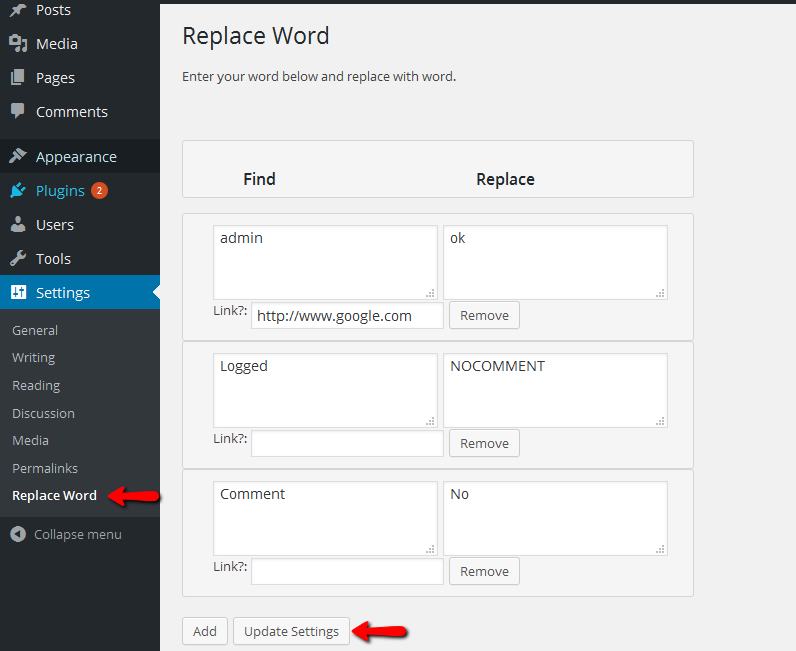 Posts
Media
Pages
Comments
Appearance
Plugins 2
Users
Tools
Settings
General
Writing
Reading
Discussion
Media
Permalinks
Replace Word
Collapse menu
Replace Word
Enter your word below and replace with word.
Find Replace
admin ok
Link?: http://www.google.com Remove
Logged NOCOMMENT
Link?: Remove
Comment No
Link?: Remove
Add Update Settings